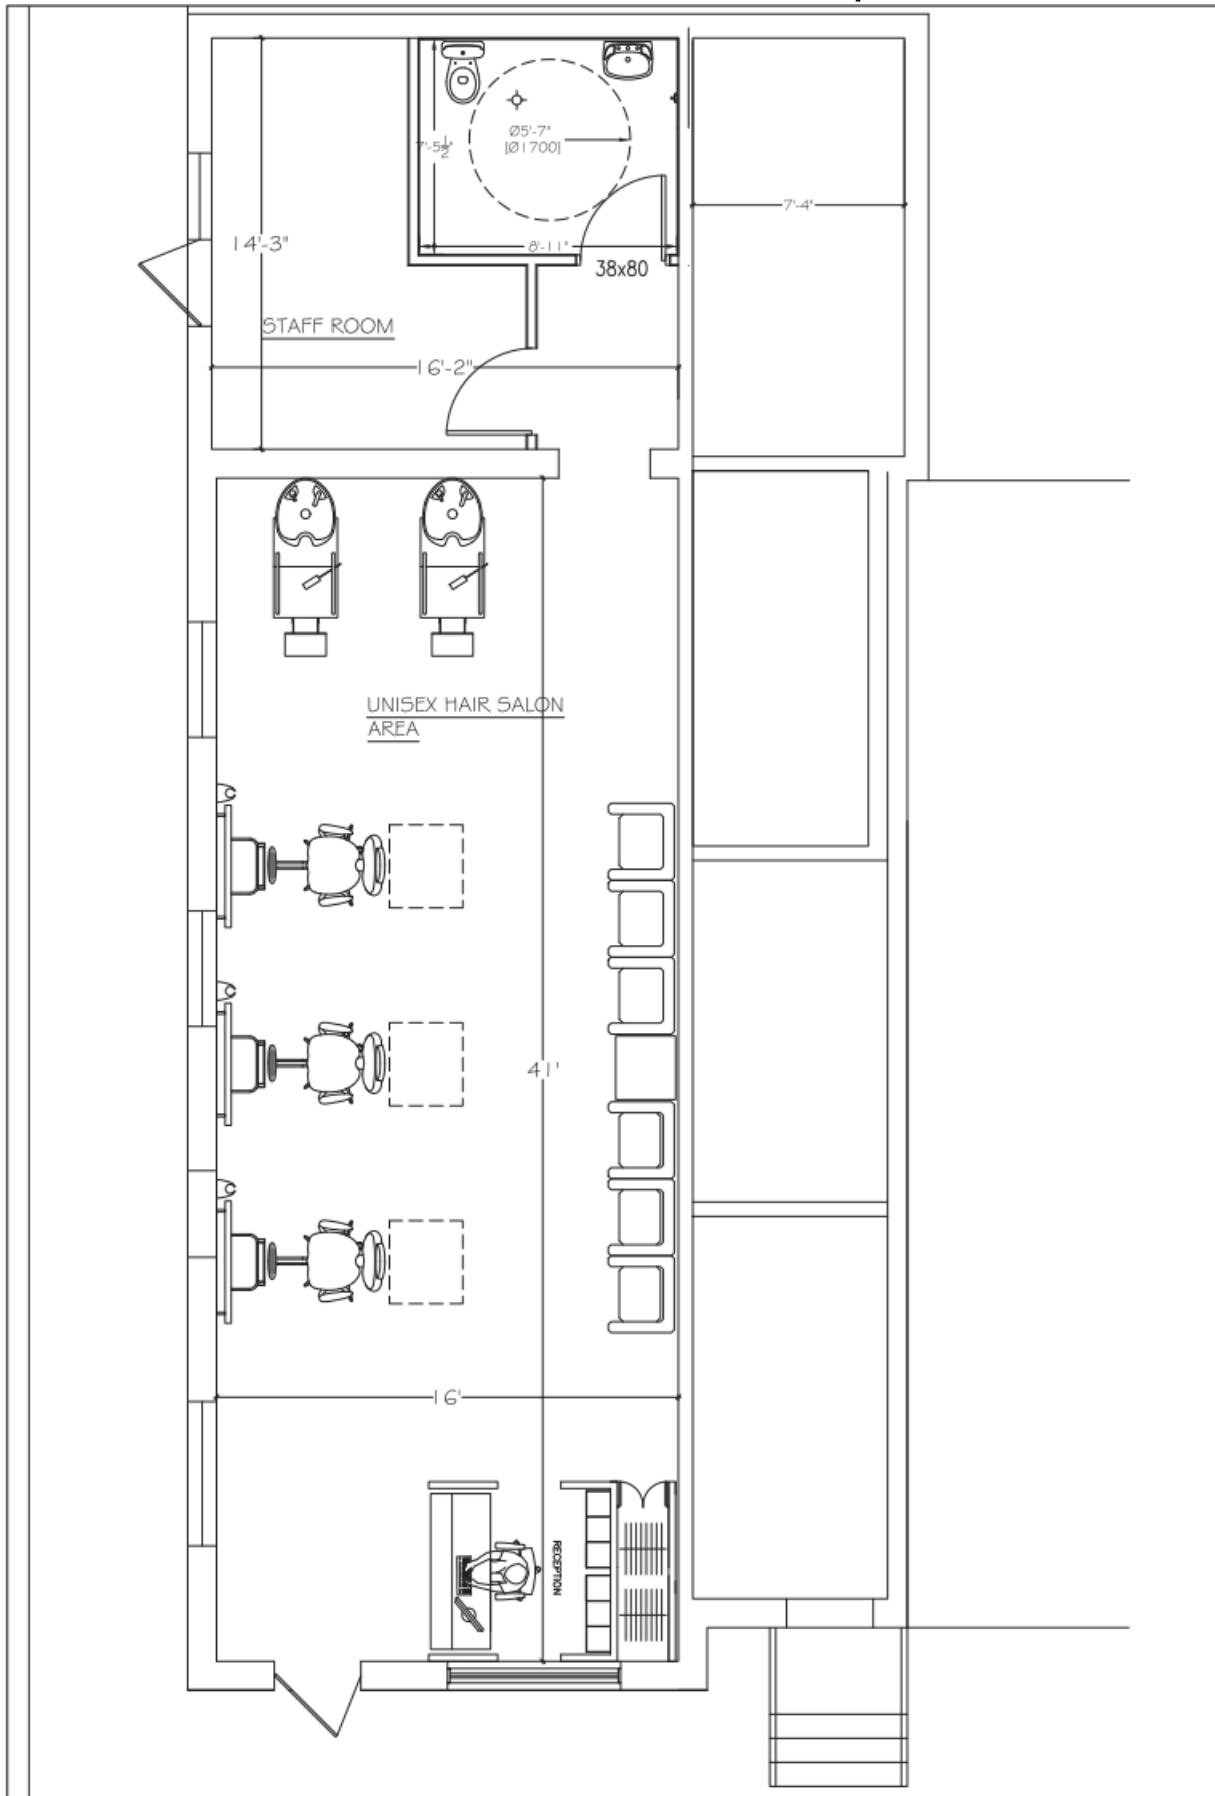 Ø5'-7"
[Ø1700]
7'-5½"
7'-4"
14'-3"
8'-11"
38x80
STAFF ROOM
16'-2"
UNISEX HAIR SALON
AREA
41'
16'
RECEPTION